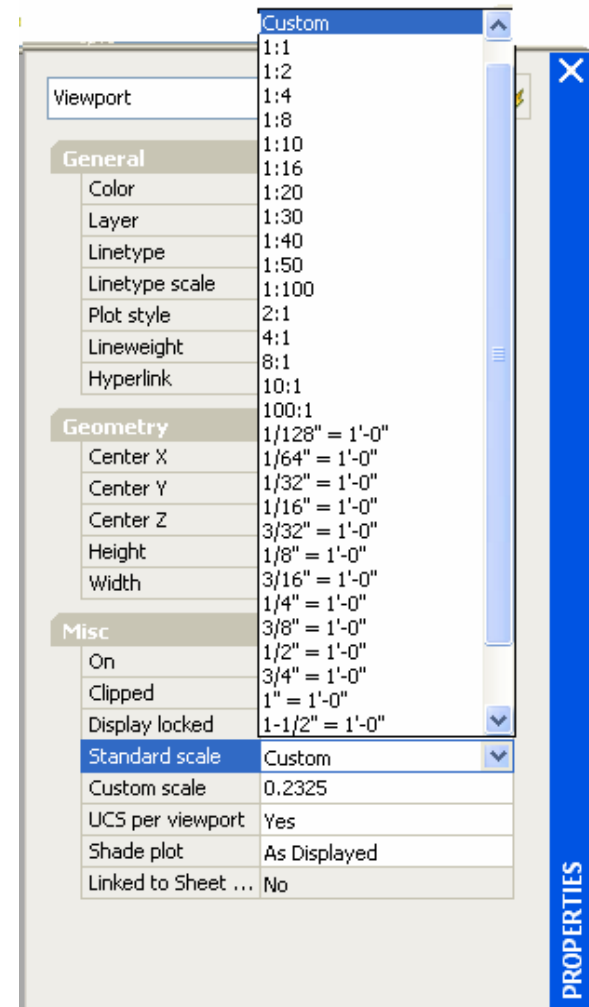 Custom
1:1
1:2
Viewport
1:4
1:8
1:10
General
1:16
Color
1:20
Layer
1:30
1:40
Linetype
1:50
Linetype scale
1:100
Plot style
2:1
4:1
Lineweight
8:1
Hyperlink
10:1
100:1
Geometry
1/128" = 1'-0"
Center X
1/64" = 1'-0"
Center Y
1/32" = 1'-0"
1/16" = 1'-0"
Center Z
3/32" = 1'-0"
Height
1/8" = 1'-0"
Width
3/16" = 1'-0"
1/4" = 1'-0"
Misc
3/8" = 1'-0"
On
1/2" = 1'-0"
3/4" = 1'-0"
Clipped
1" = 1'-0"
Display locked
1-1/2" = 1'-0"
Standard scale Custom
Custom scale 0.2325
UCS per viewport Yes
Shade plot As Displayed
Linked to Sheet ... No
PROPERTIES